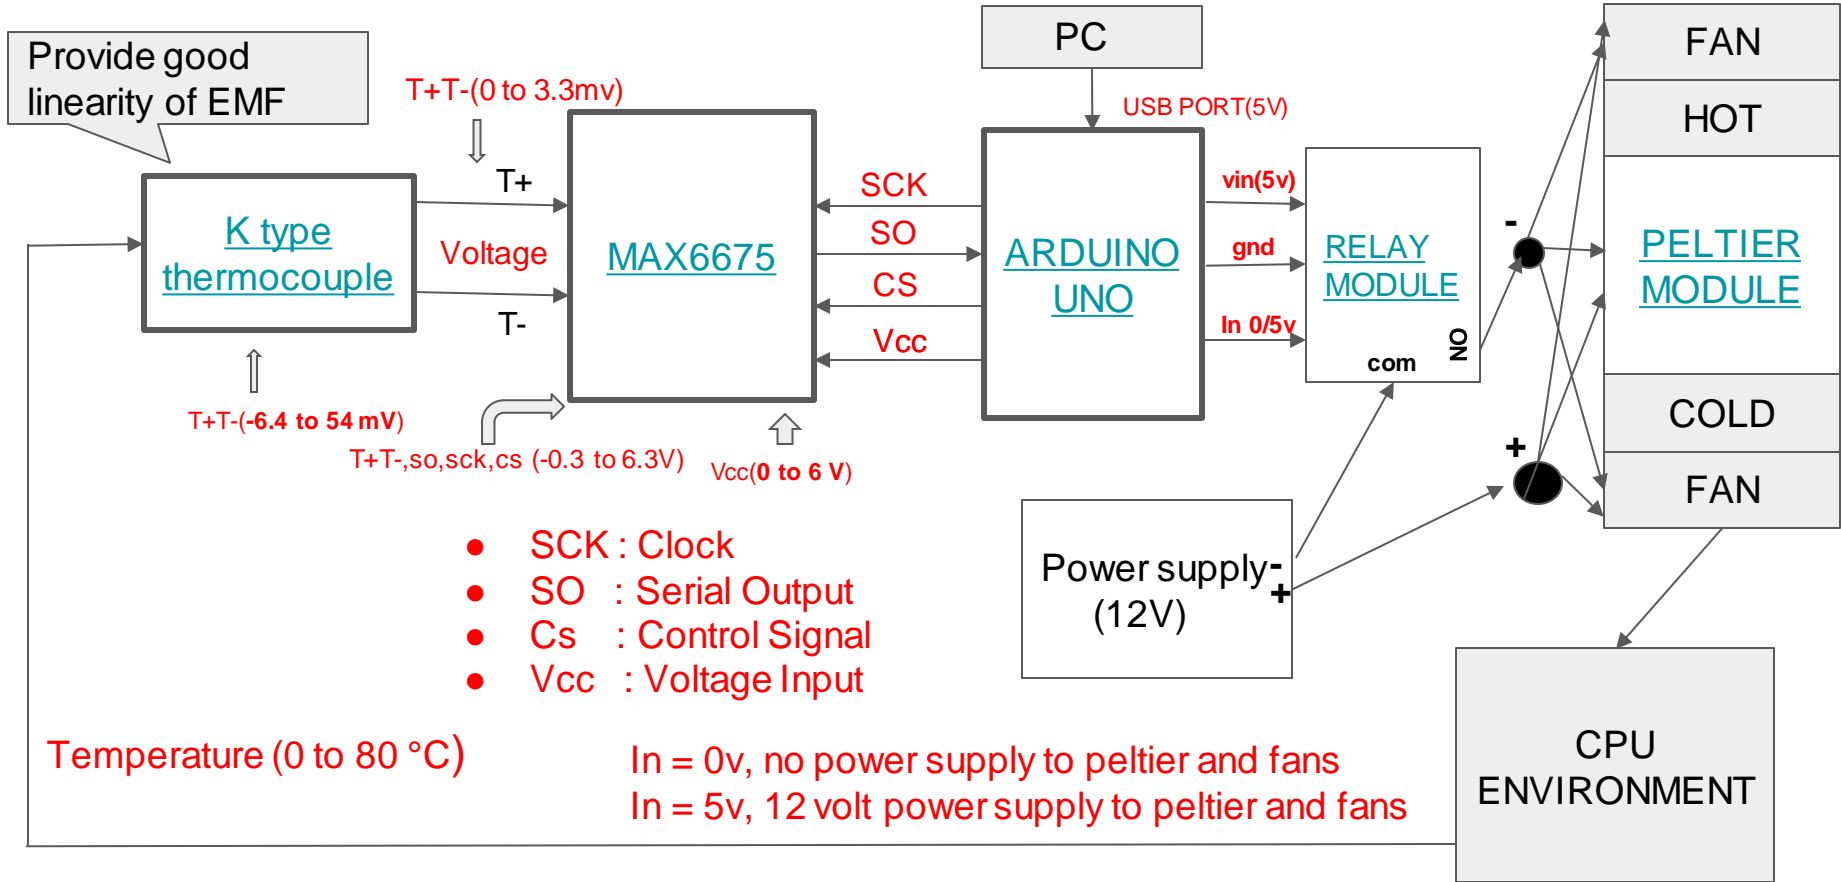 Provide good
linearity of EMF
T+T-(0 to 3.3mv)
PC
USB PORT(5V)
FAN
HOT
PELTIER
MODULE
COLD
FAN
K type
thermocouple
T+
Voltage
T-
MAX6675
SCK
SO
CS
Vcc
ARDUINO
UNO
vin(5v)
gnd
In 0/5v
RELAY
MODULE
com
NO
-
+
T+T-(-6.4 to 54 mV)
T+T-,so,sck,cs (-0.3 to 6.3V)
Vcc(0 to 6 V)
Power supply
(12V)
-
+
● SCK : Clock
● SO : Serial Output
● Cs : Control Signal
● Vcc : Voltage Input
Temperature (0 to 80 °C)
In = 0v, no power supply to peltier and fans
In = 5v, 12 volt power supply to peltier and fans
CPU
ENVIRONMENT